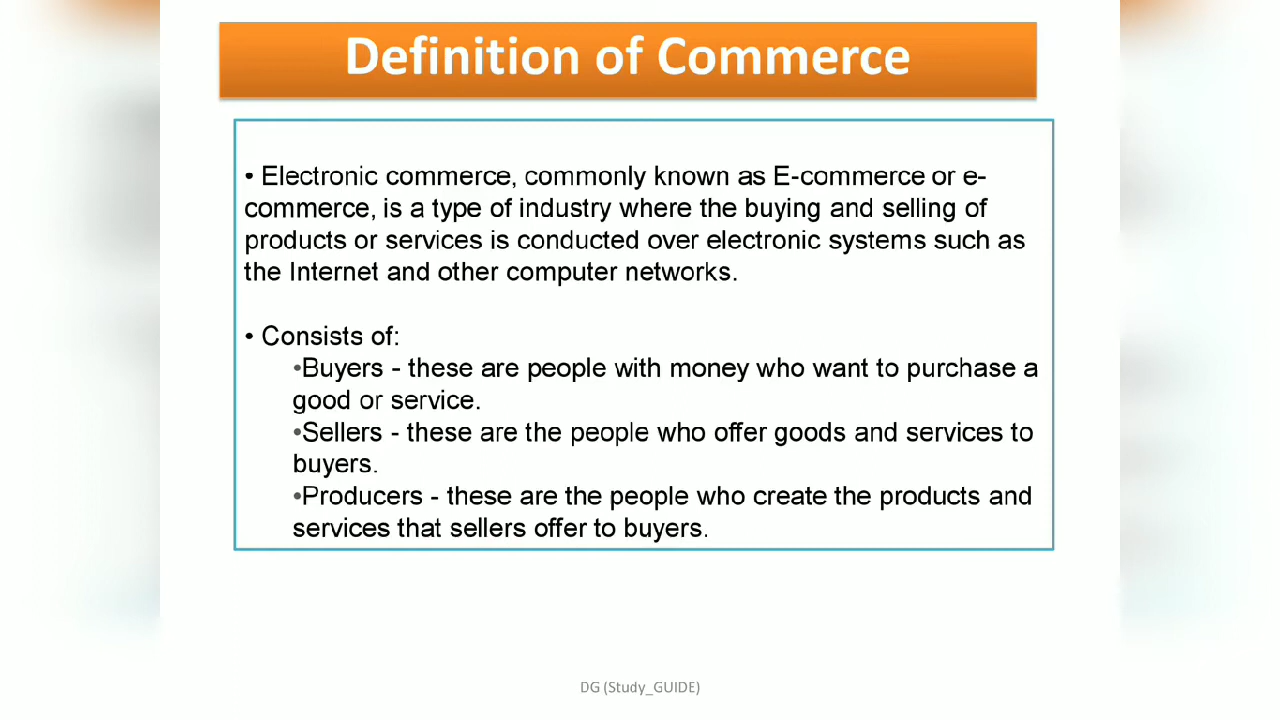 Definition of Commerce
• Electronic commerce, commonly known as E-commerce or e-
commerce, is a type of industry where the buying and selling of
products or services is conducted over electronic systems such as
the Internet and other computer networks.
• Consists of:
•Buyers - these are people with money who want to purchase a
good or service.
•Sellers - these are the people who offer goods and services to
buyers.
•Producers - these are the people who create the products and
services that sellers offer to buyers.
DG (Study_GUIDE)